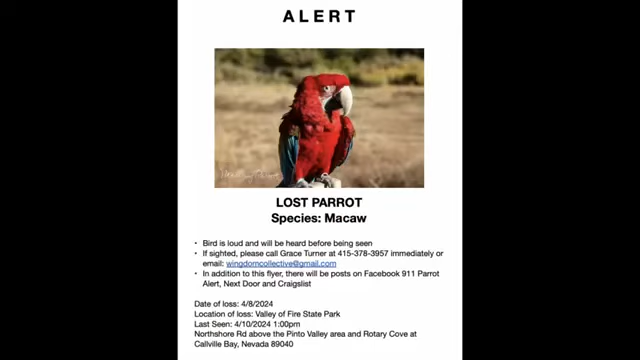 ALERT
LOST PARROT
Species: Macaw
• Bird is loud and will be heard before being seen
• If sighted, please call Grace Turner at 415-378-3957 immediately or
email: wingdomcollective@gmail.com
• In addition to this flyer, there will be posts on Facebook 911 Parrot
Alert, Next Door and Craigslist
Date of loss: 4/8/2024
Location of loss: Valley of Fire State Park
Last Seen: 4/10/2024 1:00pm
Northshore Rd above the Pinto Valley area and Rotary Cove at
Callville Bay, Nevada 89040